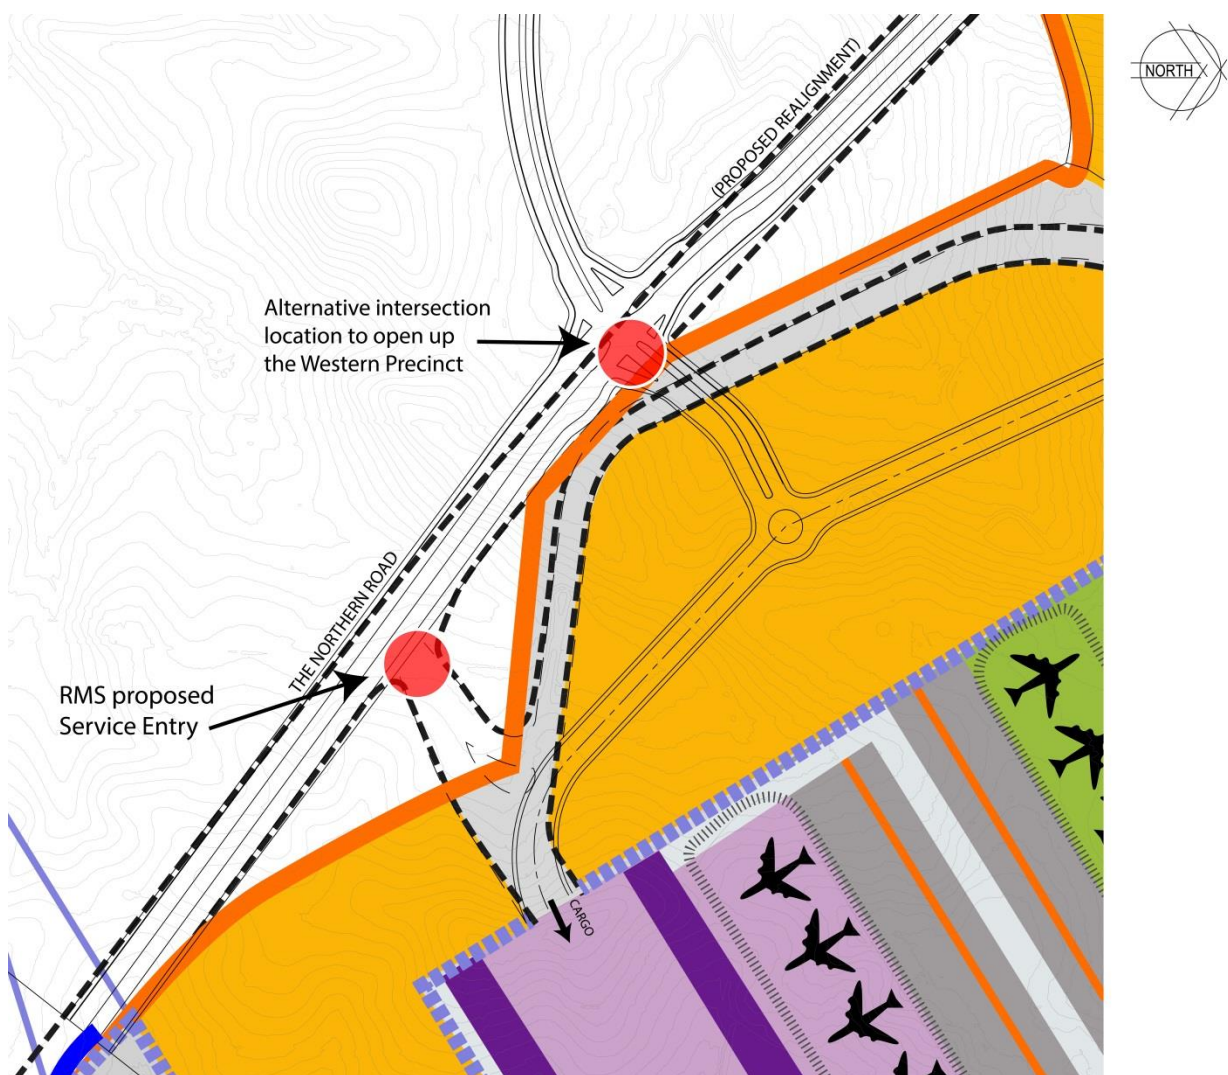 NORTH
(PROPOSED REALIGNMENT)
Alternative intersection
location to open up
the Western Precinct
THE NORTHERN ROAD
RMS proposed
Service Entry
CARGO